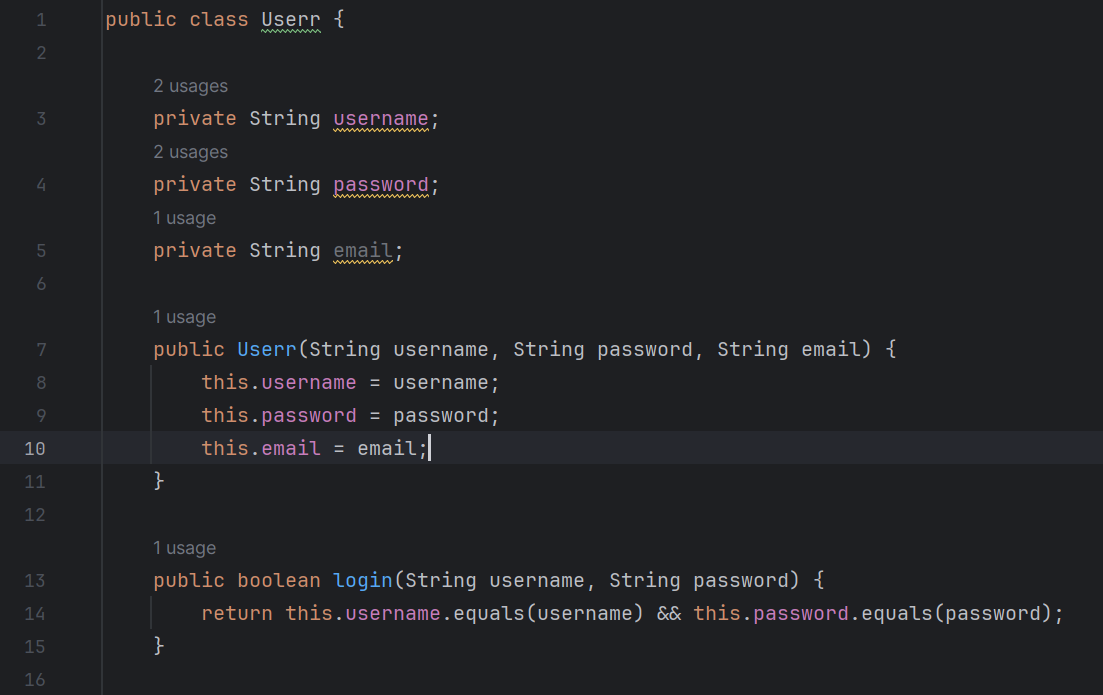 1 public class Userr {
2
2 usages
3 private String username;
2 usages
4 private String password;
1 usage
5 private String email;
6
1 usage
7 public Userr(String username, String password, String email) {
8 this.username = username;
9 this.password = password;
10 this.email = email;
11 }
12
1 usage
13 public boolean login(String username, String password) {
14 return this.username.equals(username) && this.password.equals(password);
15 }
16